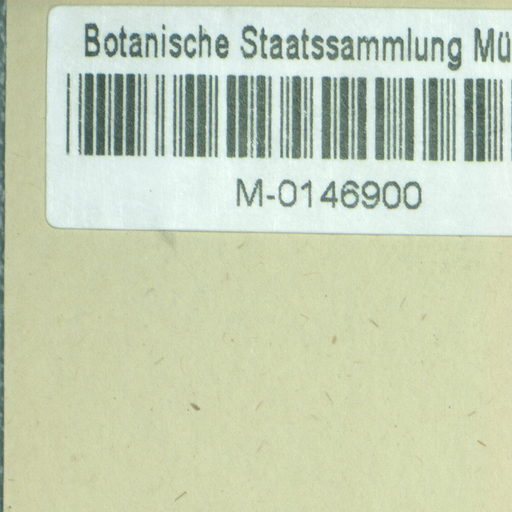 Botanische Staatssammlung Mü
M-0146900